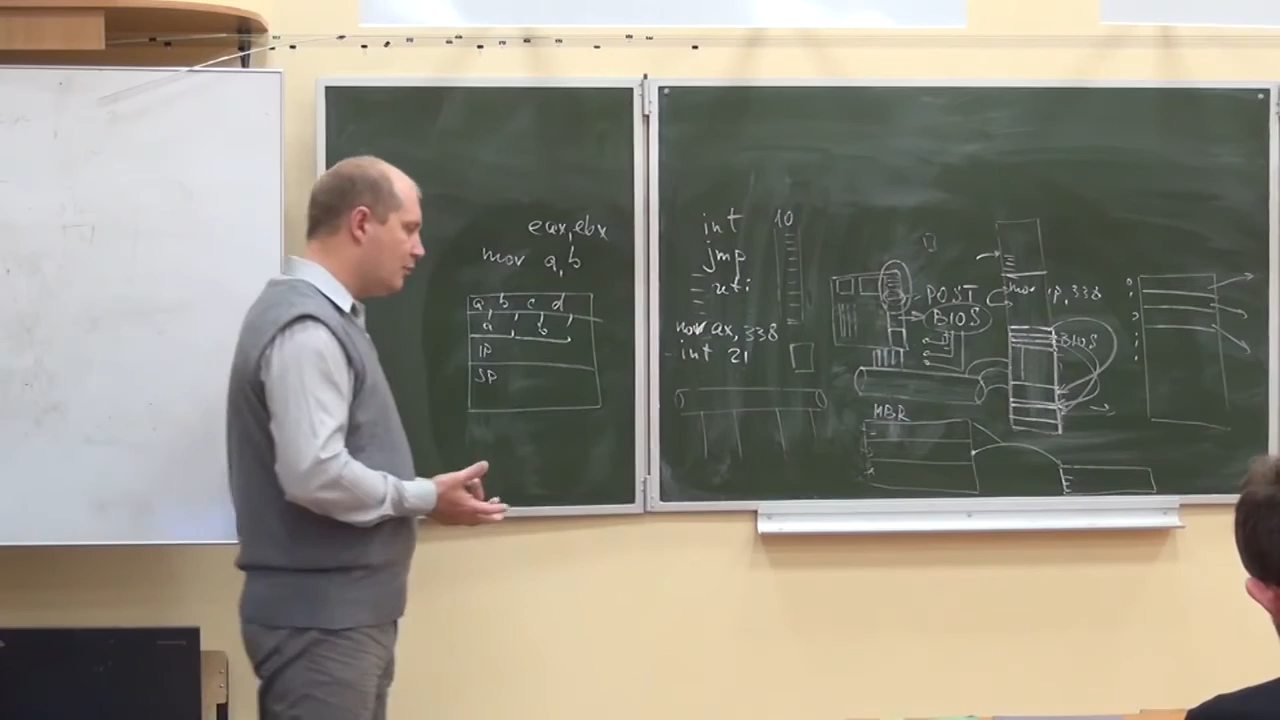 eax, ebx
mov a, b
a b c d
a b
IP
SP
int 10
jmp
reti
mov ax, 338
int 21
POST
BIOS
mov ip, 338
BIOS
MBR